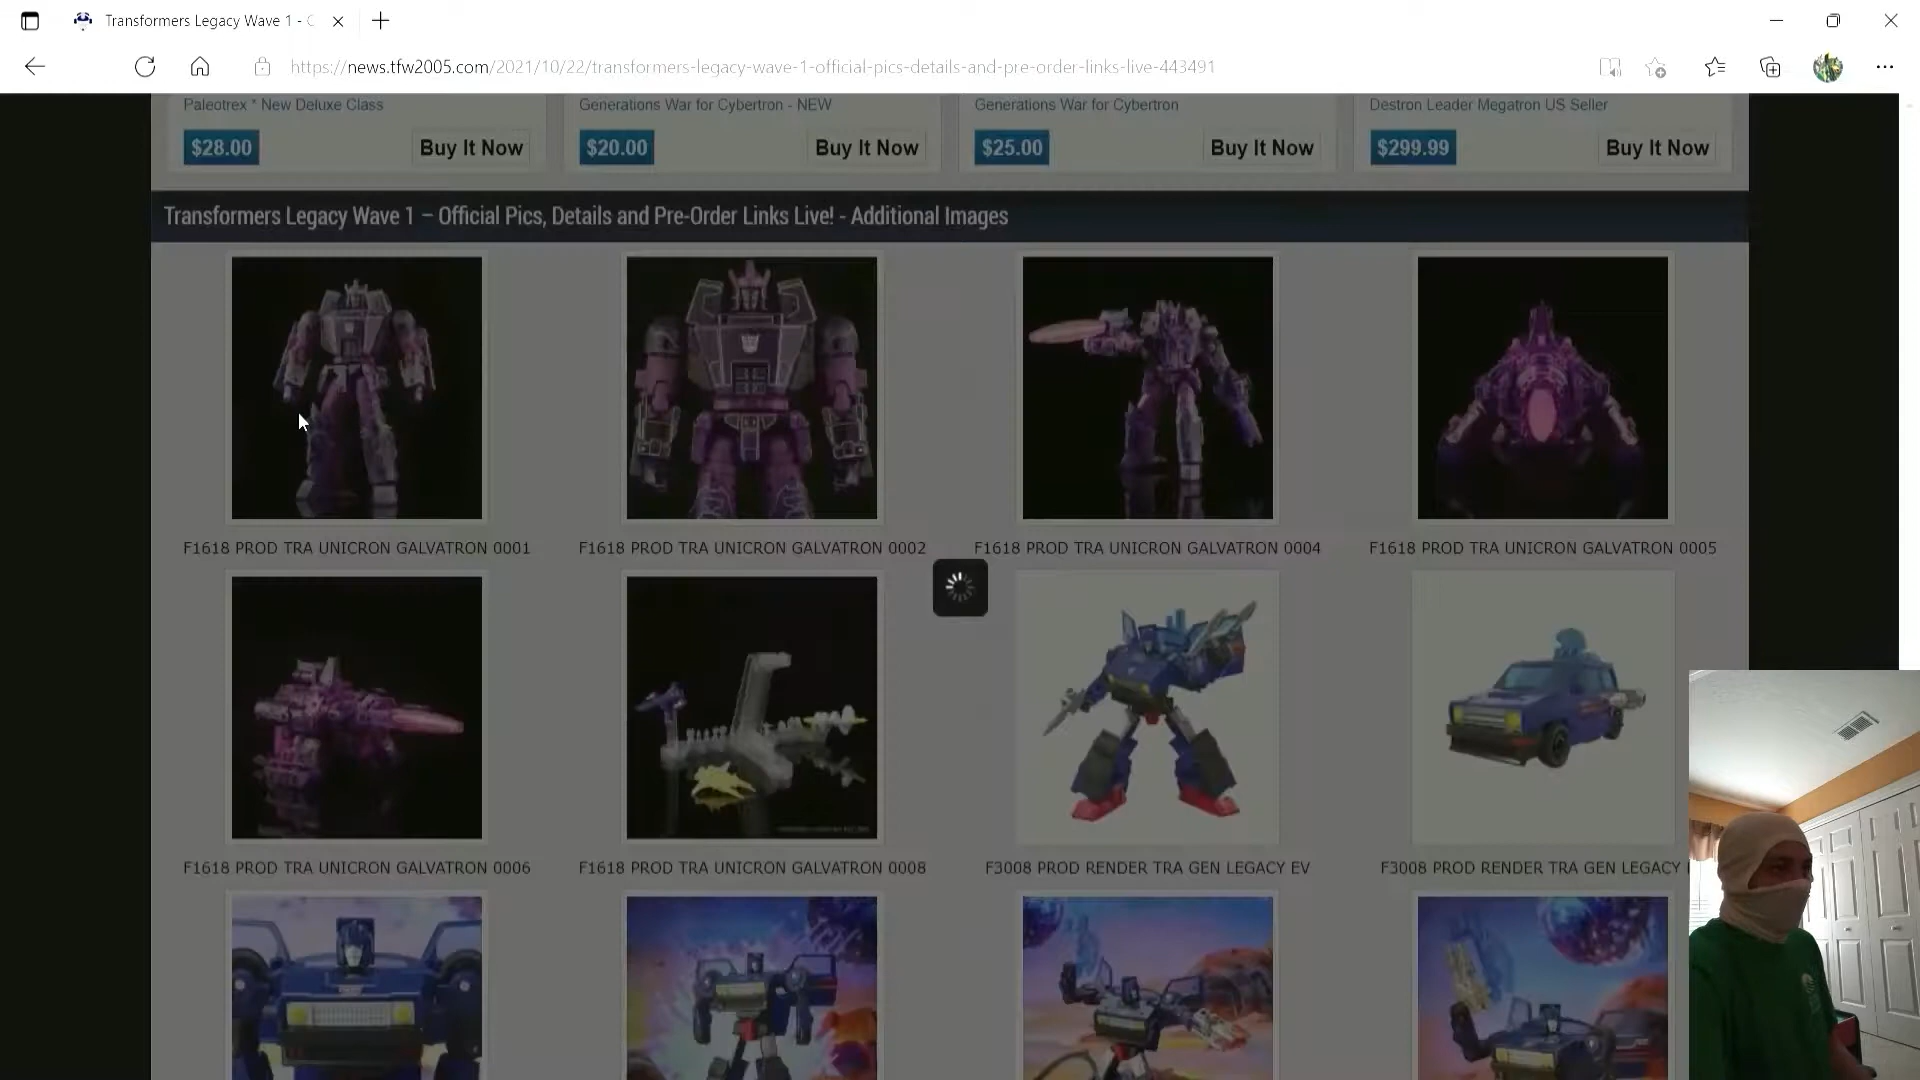 Transformers Legacy Wave 1 - C
https://news.tfw2005.com/2021/10/22/transformers-legacy-wave-1-official-pics-details-and-pre-order-links-live-443491
Paleotrex * New Deluxe Class
Generations War for Cybertron - NEW
Generations War for Cybertron
Destron Leader Megatron US Seller
$28.00 Buy It Now
$20.00 Buy It Now
$25.00 Buy It Now
$299.99 Buy It Now
Transformers Legacy Wave 1 – Official Pics, Details and Pre-Order Links Live! - Additional Images
F1618 PROD TRA UNICRON GALVATRON 0001
F1618 PROD TRA UNICRON GALVATRON 0002
F1618 PROD TRA UNICRON GALVATRON 0004
F1618 PROD TRA UNICRON GALVATRON 0005
F1618 PROD TRA UNICRON GALVATRON 0006
F1618 PROD TRA UNICRON GALVATRON 0008
F3008 PROD RENDER TRA GEN LEGACY EV
F3008 PROD RENDER TRA GEN LEGACY